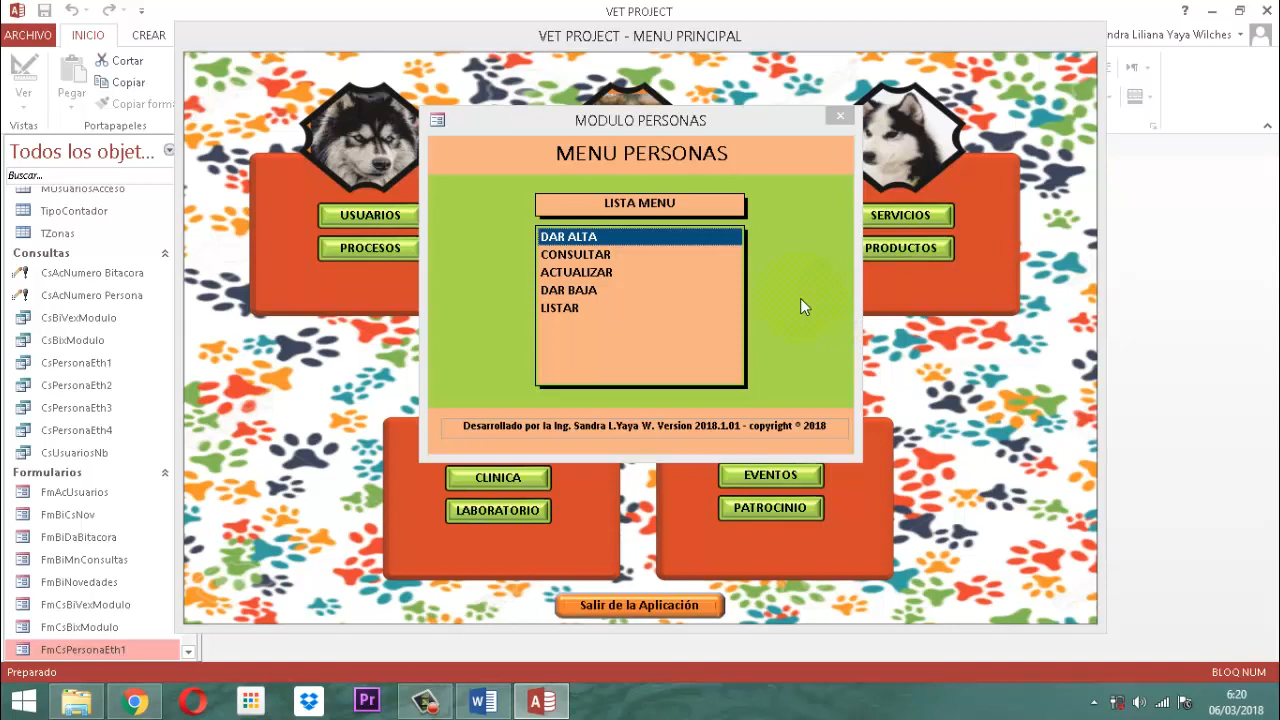 VET PROJECT
ARCHIVO
INICIO
CREAR
VET PROJECT - MENU PRINCIPAL
ndra Liliana Yaya Wilches
Ver
Pegar
Cortar
Copiar
Copiar form
Vistas
Portapapeles
Todos los objet...
Buscar...
MUsuariosAcceso
TipoContador
TZonas
Consultas
CsAcNumero Bitacora
CsAcNumero Persona
CsBiVexModulo
CsBixModulo
CsPersonaEth1
CsPersonaEth2
CsPersonaEth3
CsPersonaEth4
CsUsuariosNb
Formularios
FmAcUsuarios
FmBiCsNov
FmBiDaBitacora
FmBiMnConsultas
FmBiNovedades
FmCsBiVexModulo
FmCsBixModulo
FmCsPersonaEth1
USUARIOS
PROCESOS
MODULO PERSONAS
MENU PERSONAS
LISTA MENU
DAR ALTA
CONSULTAR
ACTUALIZAR
DAR BAJA
LISTAR
Desarrollado por la Ing. Sandra L.Yaya W. Version 2018.1.01 - copyright © 2018
SERVICIOS
PRODUCTOS
CLINICA
LABORATORIO
EVENTOS
PATROCINIO
Salir de la Aplicación
Preparado
BLOQ NUM
Pr
6:20
06/03/2018